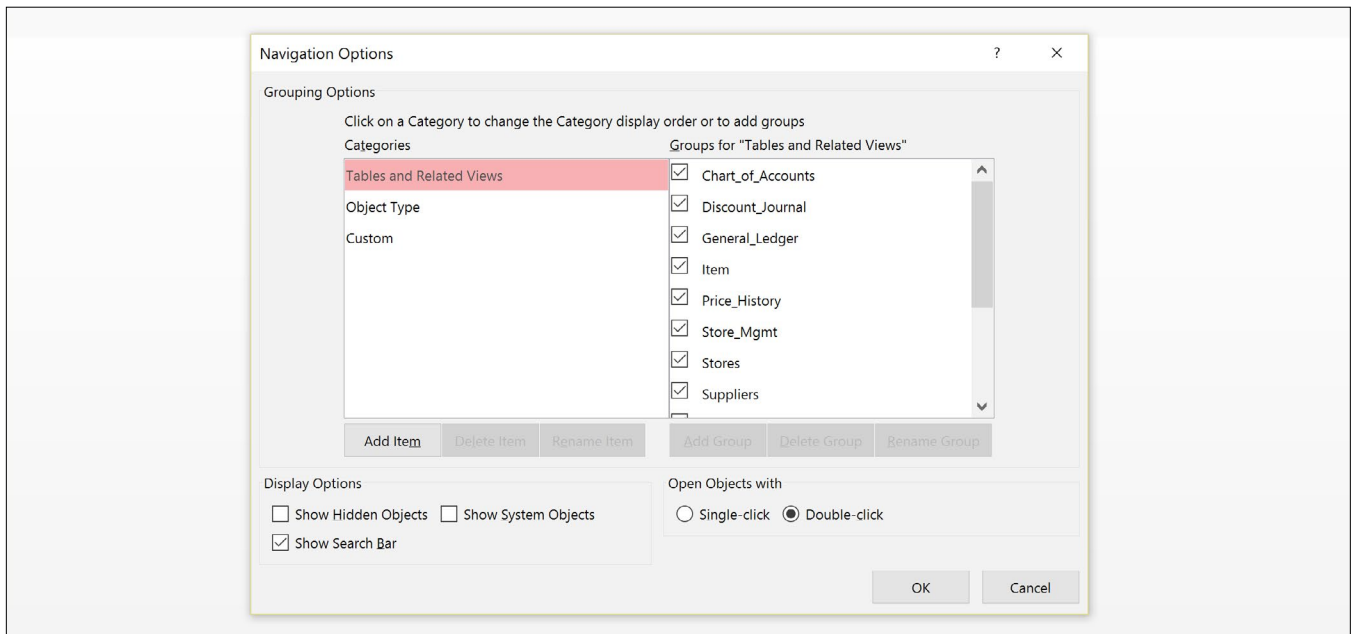 Navigation Options ? ×
Grouping Options
Click on a Category to change the Category display order or to add groups
Categories
Tables and Related Views
Object Type
Custom
Add Item Delete Item Rename Item
Groups for "Tables and Related Views"
Chart_of_Accounts
Discount_Journal
General_Ledger
Item
Price_History
Store_Mgmt
Stores
Suppliers
Add Group Delete Group Rename Group
Display Options
Show Hidden Objects Show System Objects
Show Search Bar
Open Objects with
Single-click Double-click
OK Cancel